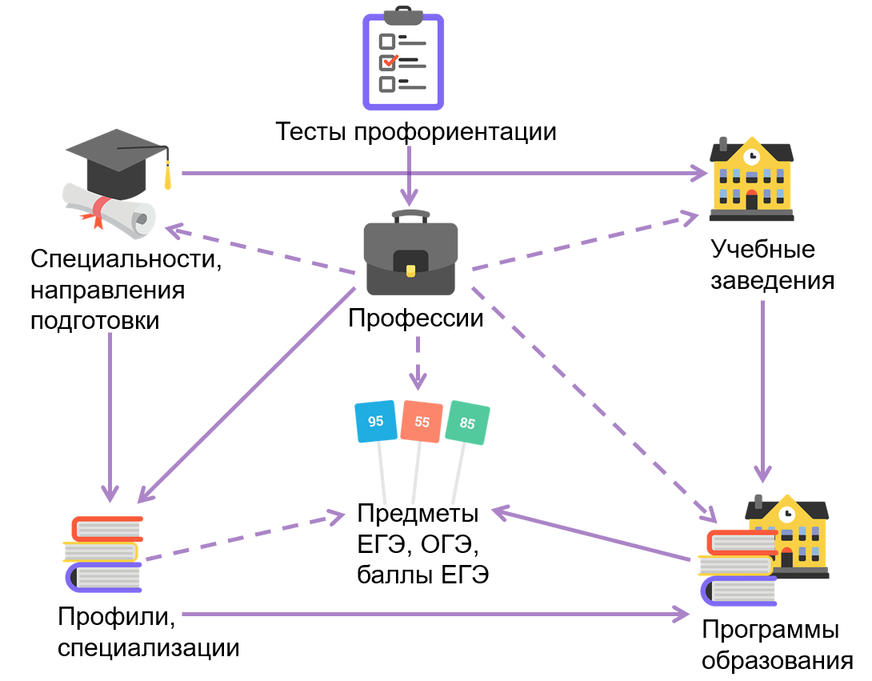 Тесты профориентации
Специальности,
направления
подготовки
Учебные
заведения
Профессии
95
55
85
Предметы
ЕГЭ, ОГЭ,
баллы ЕГЭ
Профили,
специализации
Программы
образования